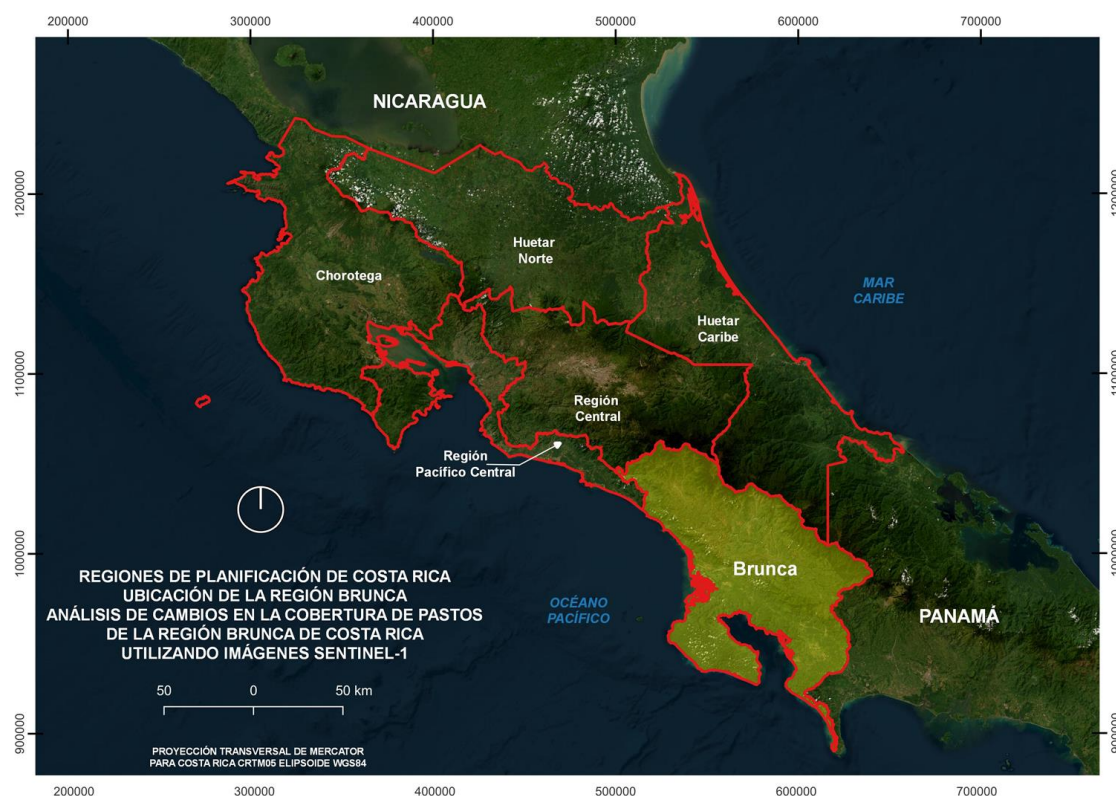 200000 300000 400000 500000 600000 700000
NICARAGUA
1200000
1200000
Huetar
Norte
Chorotega
MAR
CARIBE
Huetar
Caribe
1100000
1100000
Región
Central
Región
Pacífico Central
1000000
1000000
Brunca
REGIONES DE PLANIFICACIÓN DE COSTA RICA
UBICACIÓN DE LA REGIÓN BRUNCA
ANÁLISIS DE CAMBIOS EN LA COBERTURA DE PASTOS
DE LA REGIÓN BRUNCA DE COSTA RICA
UTILIZANDO IMÁGENES SENTINEL-1
OCÉANO
PACÍFICO
PANAMÁ
50 0 50 km
900000
900000
PROYECCIÓN TRANSVERSAL DE MERCATOR
PARA COSTA RICA CRTM05 ELIPSOIDE WGS84
200000 300000 400000 500000 600000 700000